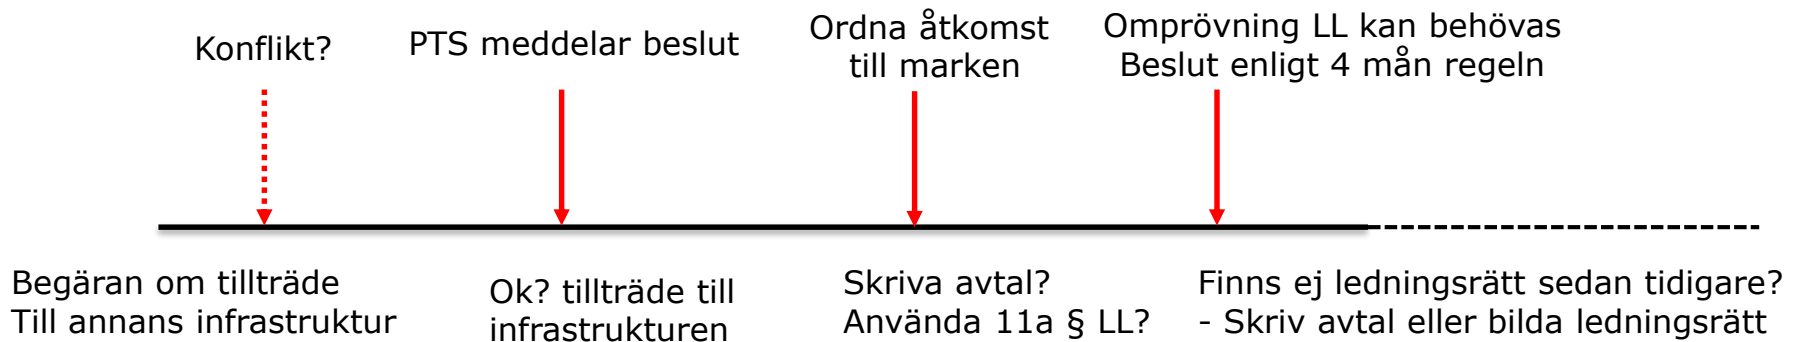 Konflikt?
PTS meddelar beslut
Ordna åtkomst
till marken
Omprövning LL kan behövas
Beslut enligt 4 mån regeln
Begäran om tillträde
Till annans infrastruktur
Ok? tillträde till
infrastrukturen
Skriva avtal?
Använda 11a § LL?
Finns ej ledningsrätt sedan tidigare?
- Skriv avtal eller bilda ledningsrätt